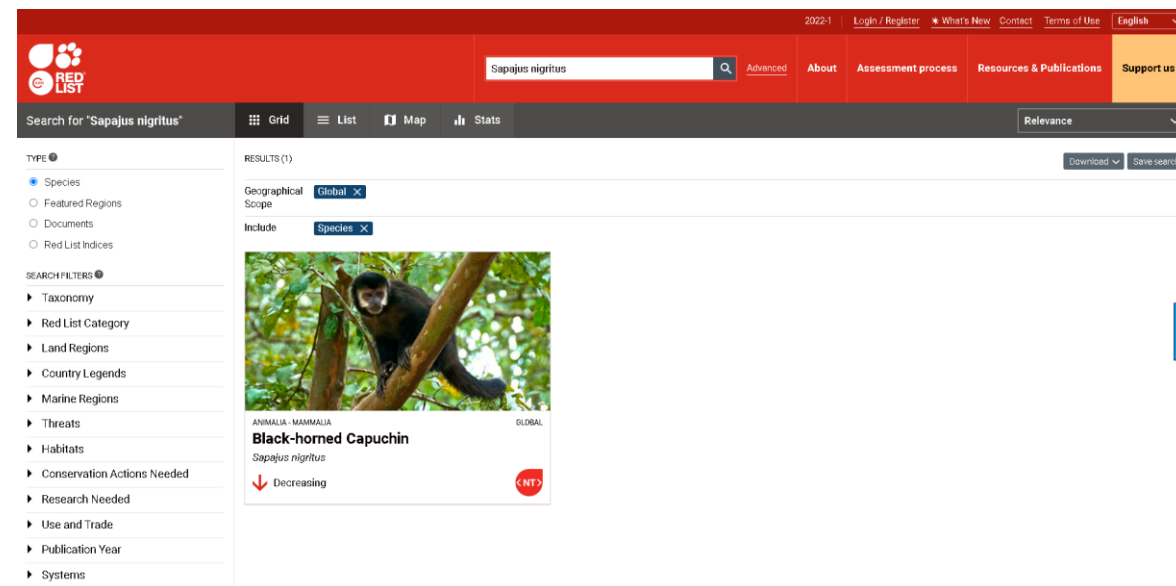 2022-1 Login / Register What's New Contact Terms of Use English
RED
LIST
Sapajus nigritus Advanced About Assessment process Resources & Publications Support us
Search for "Sapajus nigritus" Grid List Map Stats Relevance
TYPE
Species
Featured Regions
Documents
Red List Indices
SEARCH FILTERS
Taxonomy
Red List Category
Land Regions
Country Legends
Marine Regions
Threats
Habitats
Conservation Actions Needed
Research Needed
Use and Trade
Publication Year
Systems
RESULTS (1) Download Save search
Geographical Global
Scope
Include Species
ANIMALIA - MAMMALIA GLOBAL
Black-horned Capuchin
Sapajus nigritus
Decreasing <NT>